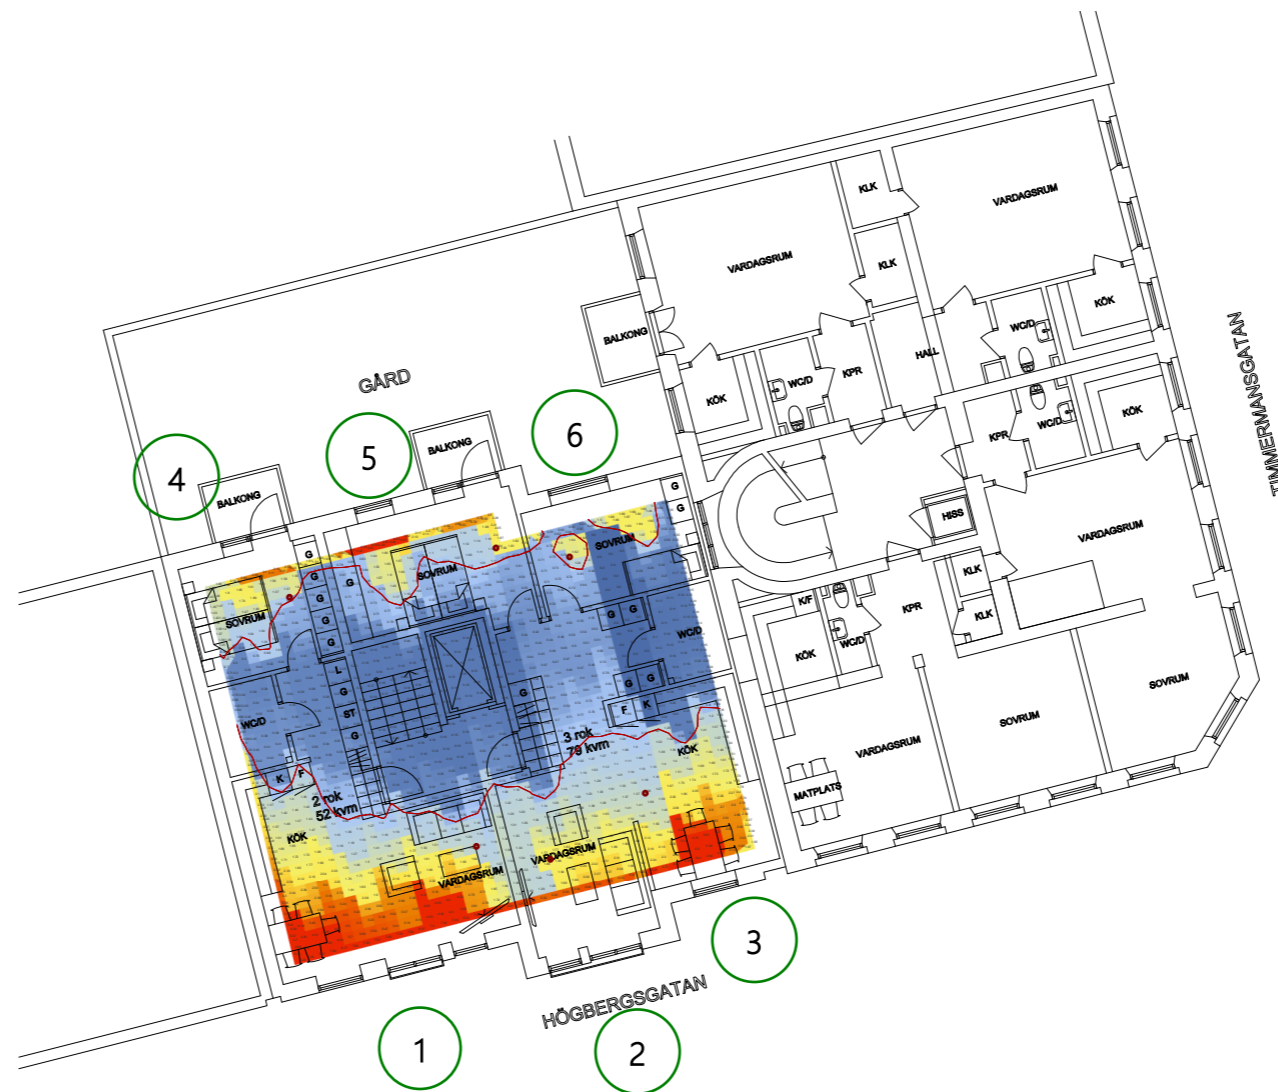 KLK
VARDAGSRUM
VARDAGSRUM
KLK
KÖK
WC/D
BALKONG
HALL
KPR
WC/D
KÖK
GÅRD
TIMMERMANSGATAN
KÖK
KPR
WC/D
6
5
BALKONG
4
BALKONG
HISS
VARDAGSRUM
G
G
G
G
G
G
G
G
SOVRUM
SOVRUM
SOVRUM
KLK
K/F
KPR
KLK
G
G
WC/D
KÖK
WC/D
L
G
ST
G
G
G
G
F
K
SOVRUM
SOVRUM
WC/D
3 rok
79 kvm
KÖK
VARDAGSRUM
K
F
2 rok
52 kvm
MATPLATS
KÖK
VARDAGSRUM
VARDAGSRUM
3
HÖGBERGSGATAN
1
2